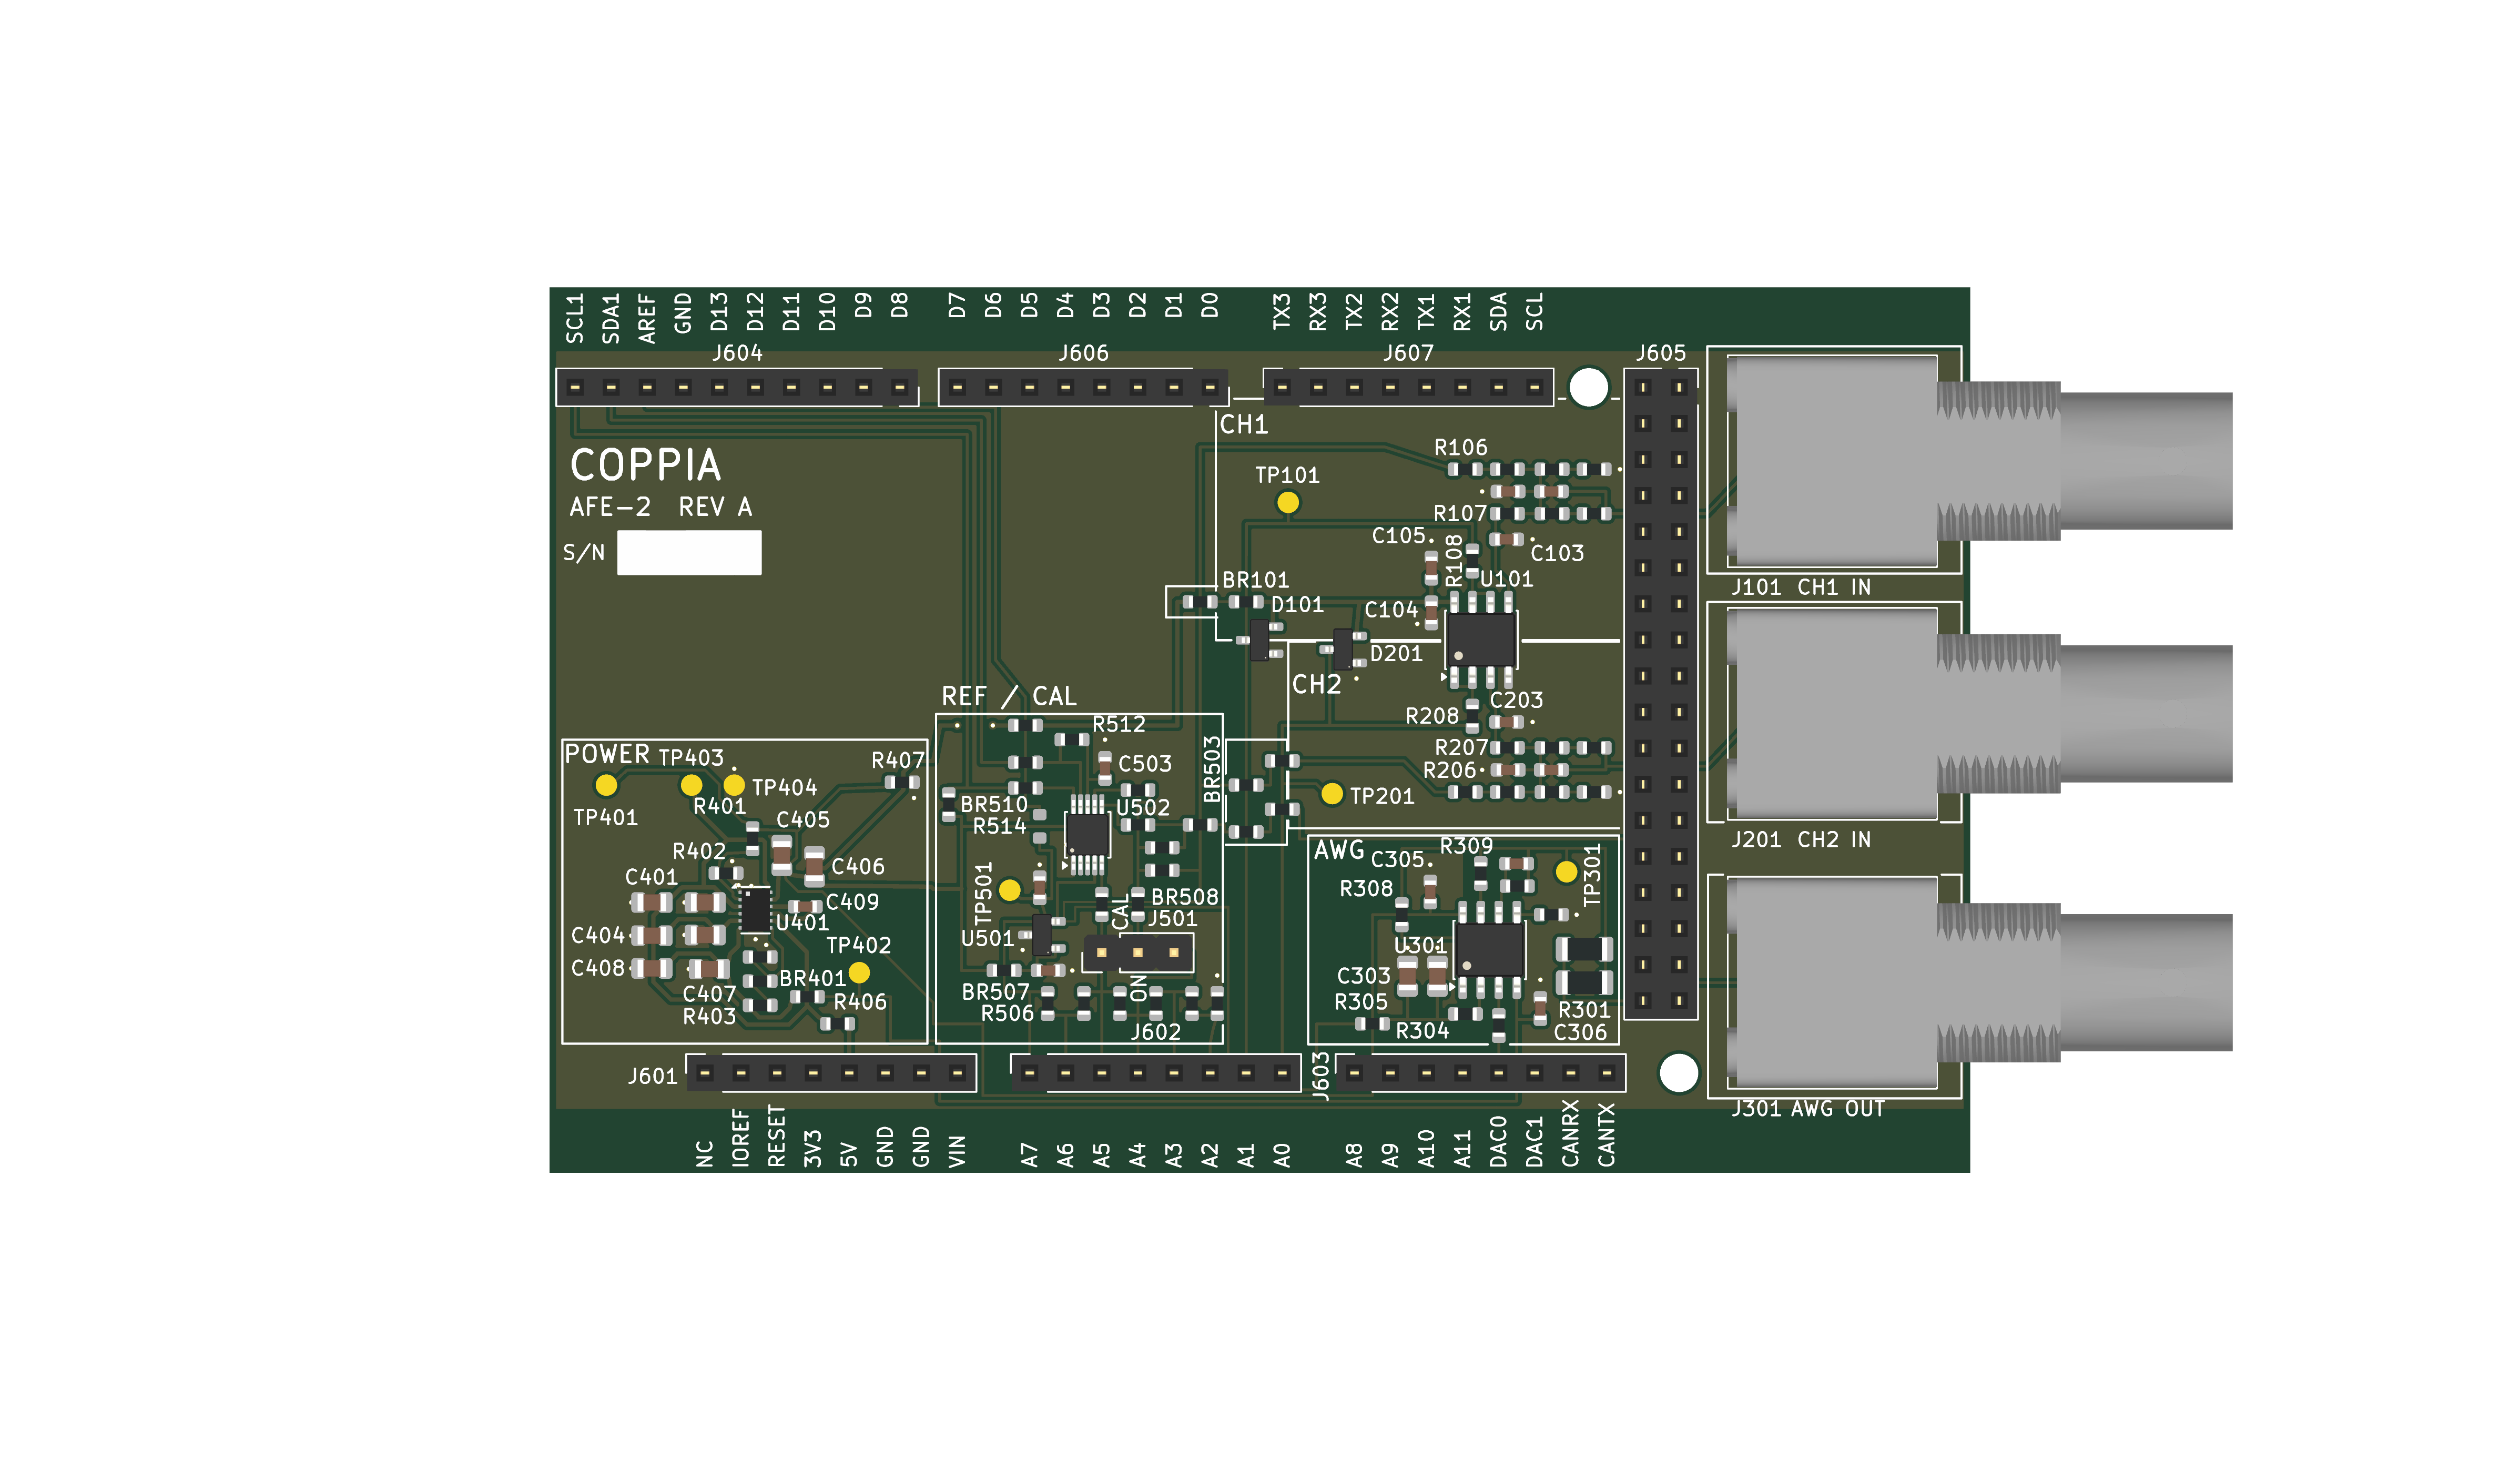 SCL1 SDA1 AREF GND D13 D12 D11 D10 D9 D8 D7 D6 D5 D4 D3 D2 D1 D0 TX3 RX3 TX2 RX2 TX1 RX1 SDA SCL
J604 J606 J607 J605
CH1
COPPIA
AFE-2 REV A
S/N
R106
TP101
R107
C105
R108
C103
U101
BR101
D101
C104
D201
CH2
C203
R208
R207
R206
TP201
J101 CH1 IN
J201 CH2 IN
J301 AWG OUT
REF / CAL
R512
C503
BR503
BR510
U502
R514
TP501
BR508
CAL
J501
U501
ON
BR507
R506
J602
POWER
TP403
R407
TP404
TP401
R401
C405
R402
C406
C401
C409
U401
C404
TP402
C408
BR401
C407
R406
R403
AWG
R309
C305
TP301
R308
U301
C303
R305
R301
R304
C306
J601
J603
NC IOREF RESET 3V3 5V GND GND VIN A7 A6 A5 A4 A3 A2 A1 A0 A8 A9 A10 A11 DAC0 DAC1 CANRX CANTX